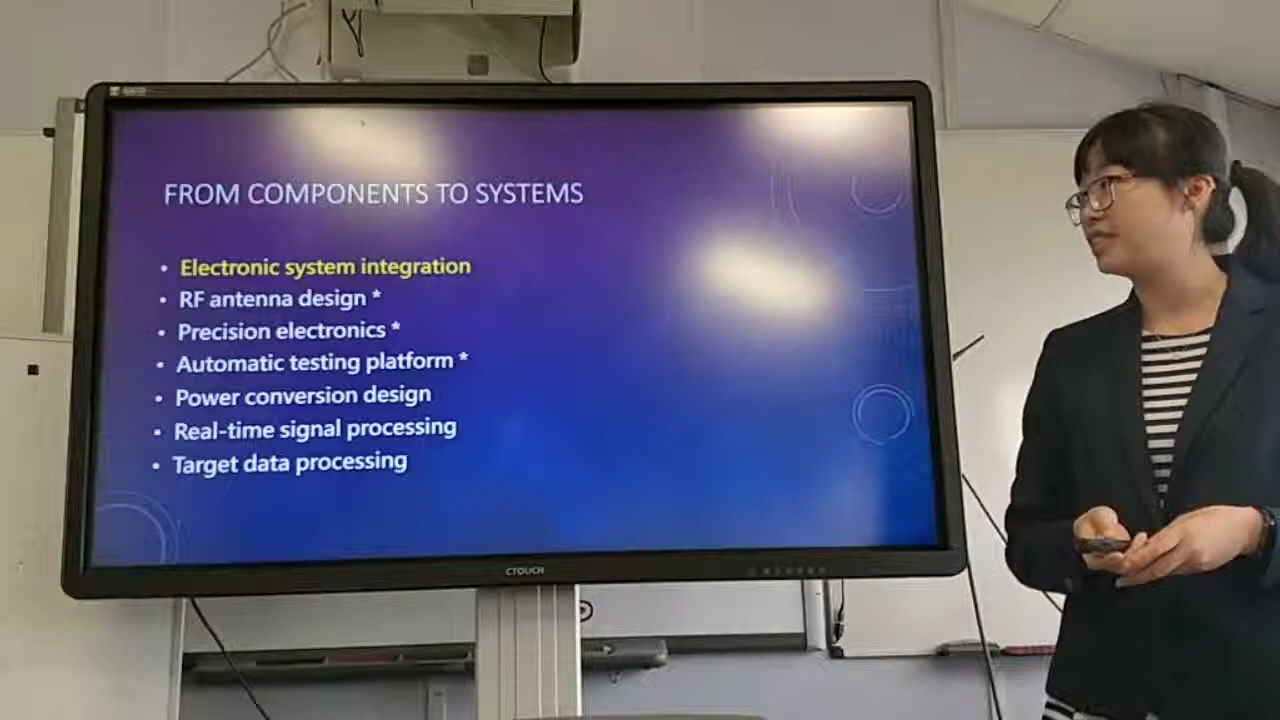 FROM COMPONENTS TO SYSTEMS
• Electronic system integration
• RF antenna design *
• Precision electronics *
• Automatic testing platform *
• Power conversion design
• Real-time signal processing
• Target data processing
CTOUCH